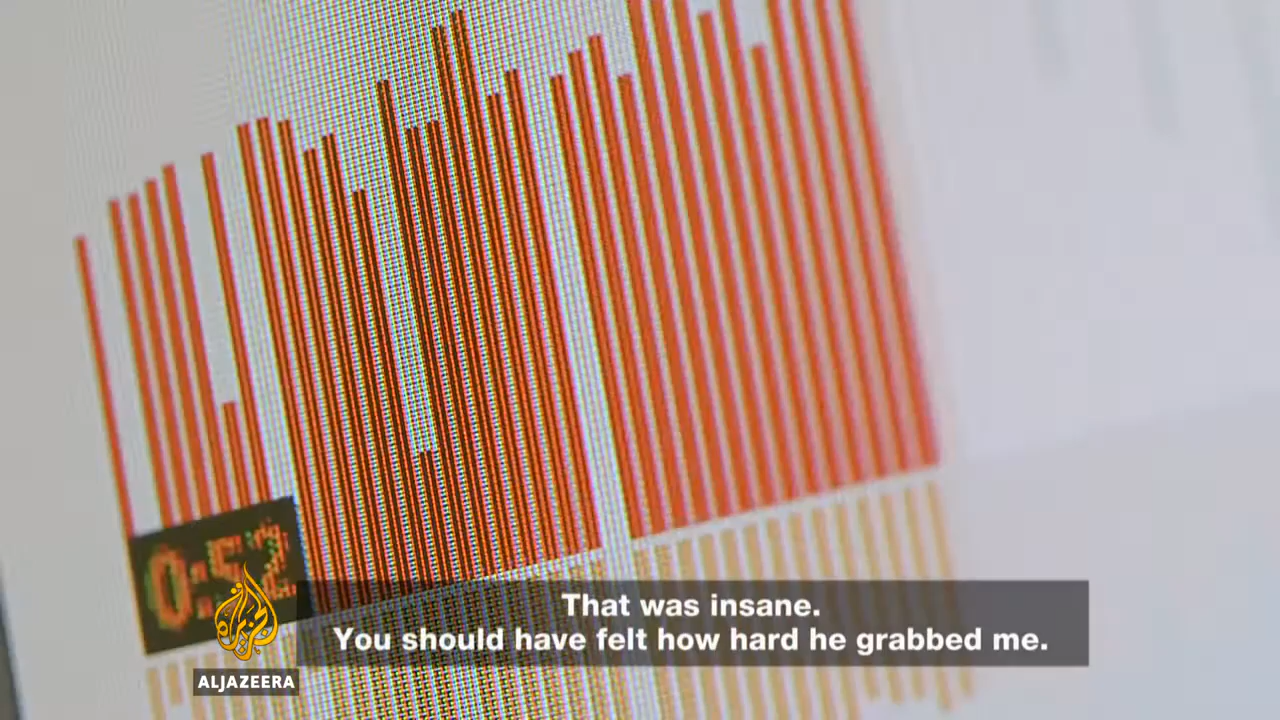 0:52
That was insane.
You should have felt how hard he grabbed me.
ALJAZEERA